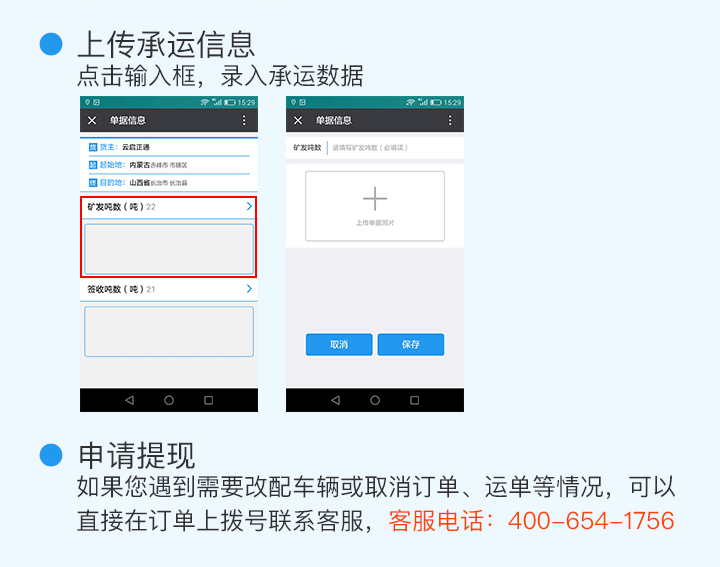 上传承运信息
点击输入框，录入承运数据
15:29
单据信息
货 货主：云启正通
起 起始地：内蒙古赤峰市 市辖区
终 目的地：山西省长治市 长治县
矿发吨数（吨）22
签收吨数（吨）21
15:29
单据信息
矿发吨数 请填写矿发吨数（必填项）
上传单据照片
取消 保存
申请提现
如果您遇到需要改配车辆或取消订单、运单等情况，可以
直接在订单上拨号联系客服，客服电话：400-654-1756